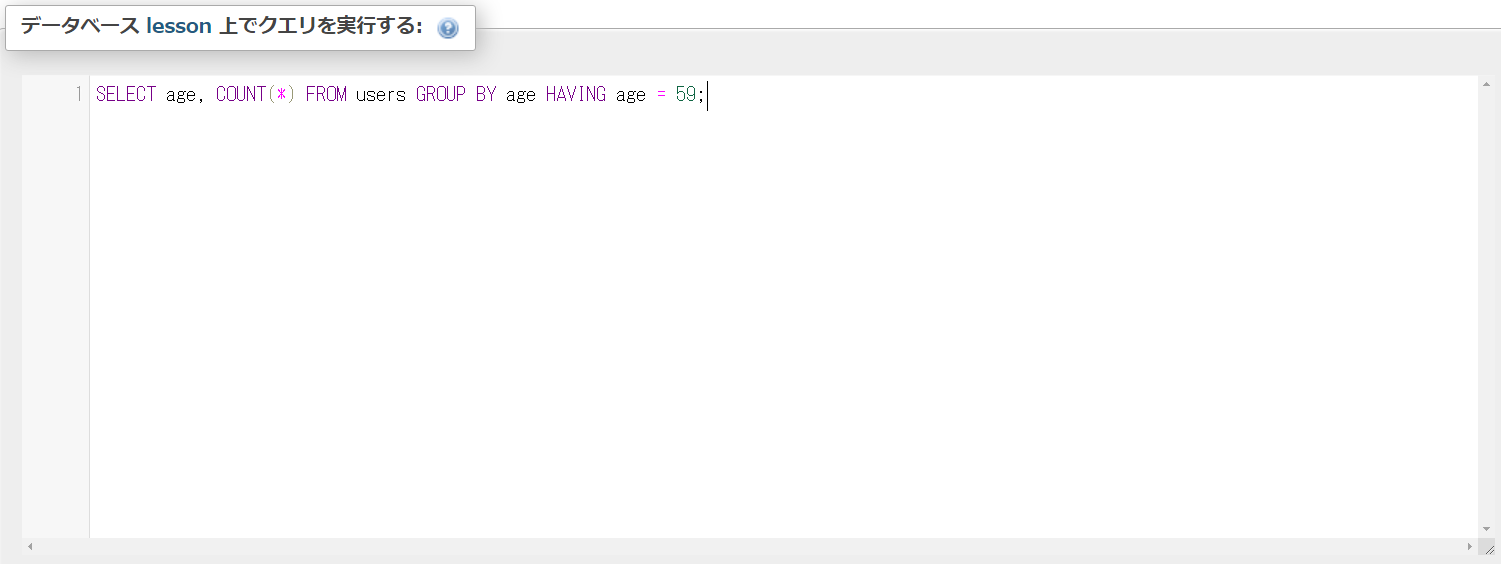 データベース lesson 上でクエリを実行する:
1 SELECT age, COUNT(*) FROM users GROUP BY age HAVING age = 59;